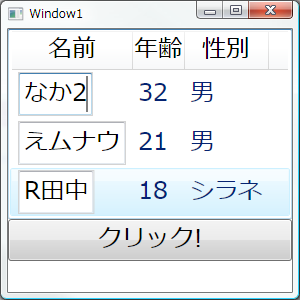 Window1
名前 年齢 性別
なか2 32 男
えムナウ 21 男
R田中 18 シラネ
クリック!